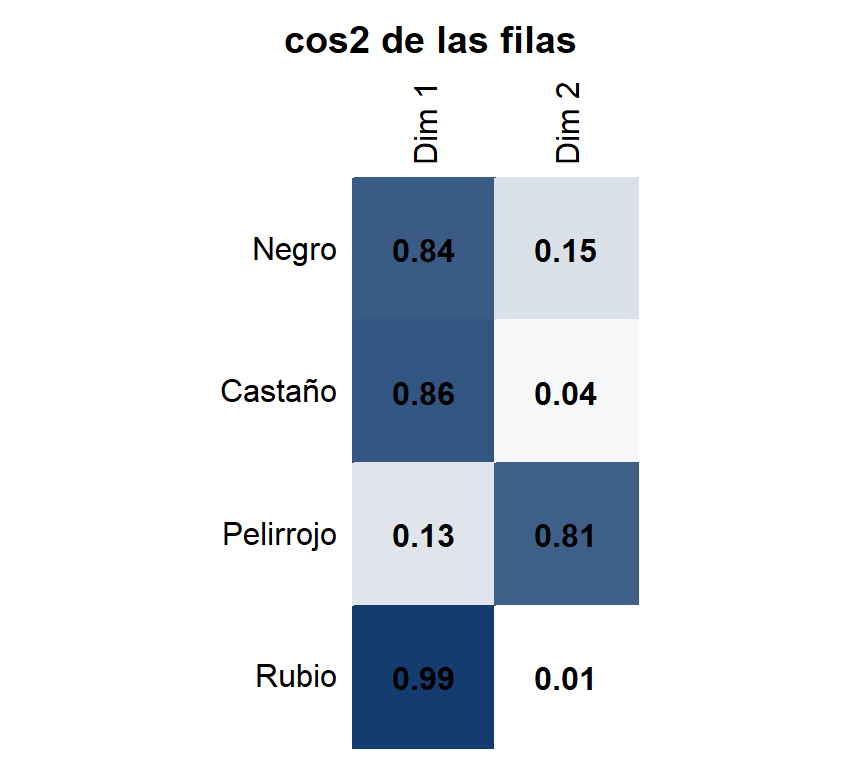 cos2 de las filas
Dim 1 Dim 2
Negro 0.84 0.15
Castaño 0.86 0.04
Pelirrojo 0.13 0.81
Rubio 0.99 0.01